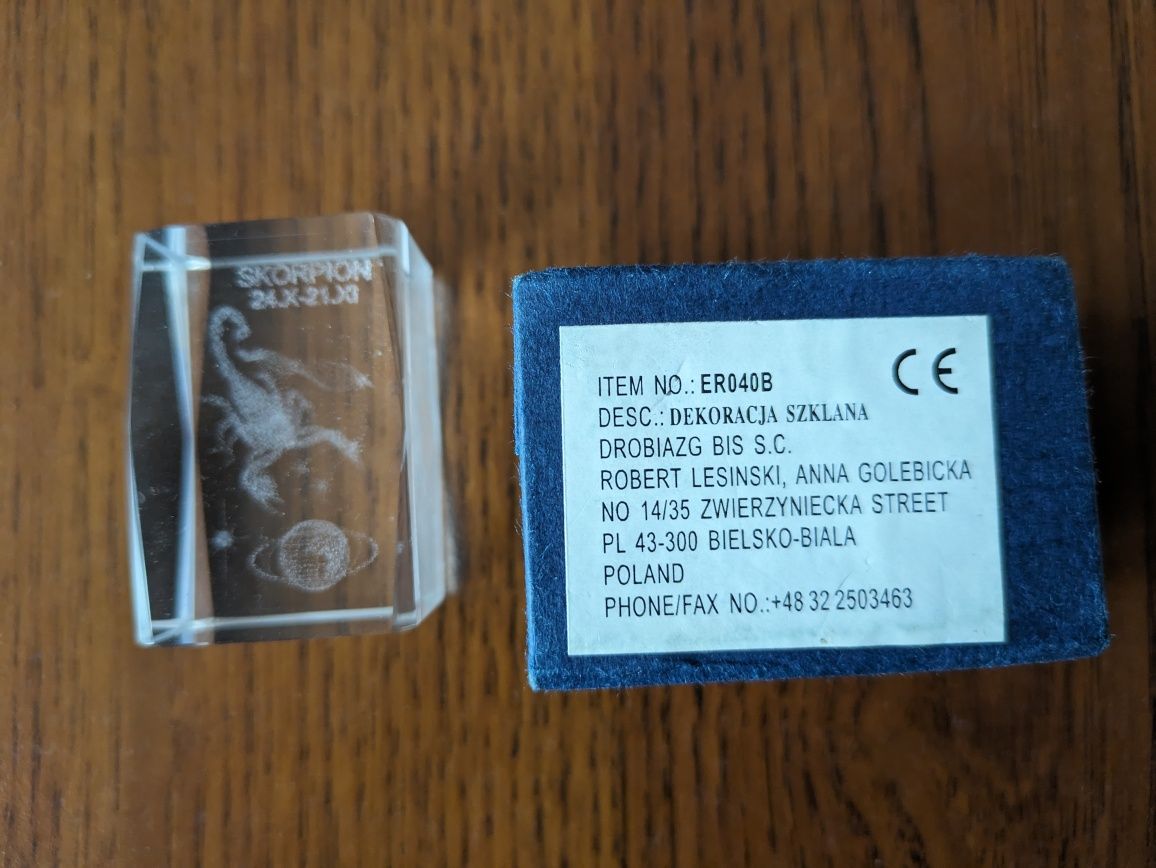 SKORPION
24.X-21.XI
CE
ITEM NO.: ER040B
DESC.: DEKORACJA SZKLANA
DROBIAZG BIS S.C.
ROBERT LESINSKI, ANNA GOLEBICKA
NO 14/35 ZWIERZYNIECKA STREET
PL 43-300 BIELSKO-BIALA
POLAND
PHONE/FAX NO.:+48 32 2503463